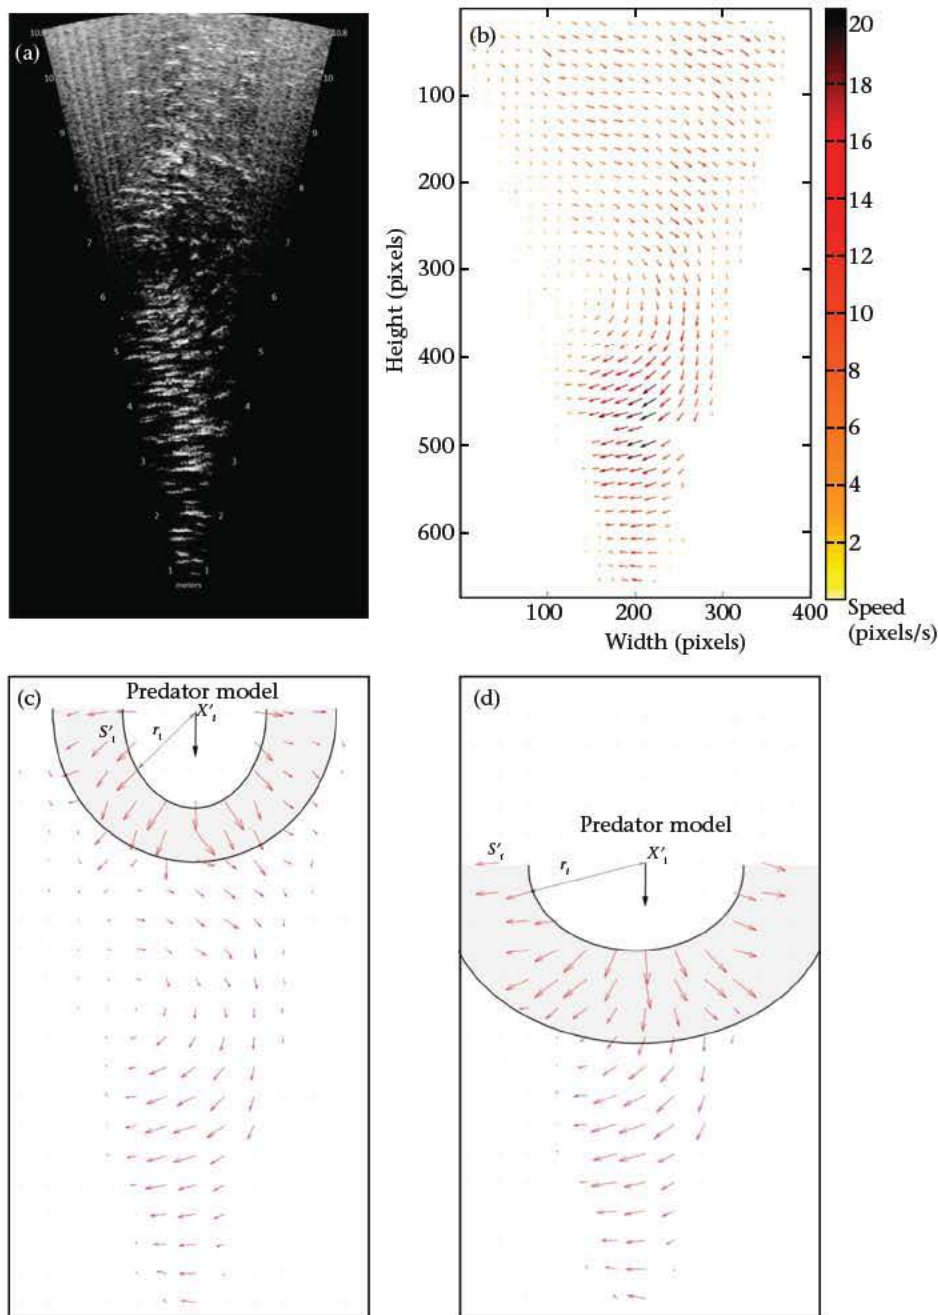 (a)
10.8 10.8
10 10
9 9
8 8
7 7
6 6
5 5
4 4
3 3
2 2
1 1
meters
(b)
100
200
300
400
500
600
Height (pixels)
100 200 300 400
Width (pixels)
20
18
16
14
12
10
8
6
4
2
Speed
(pixels/s)
(c)
Predator model
X′t
S′t
rt
(d)
Predator model
S′t
rt
X′t